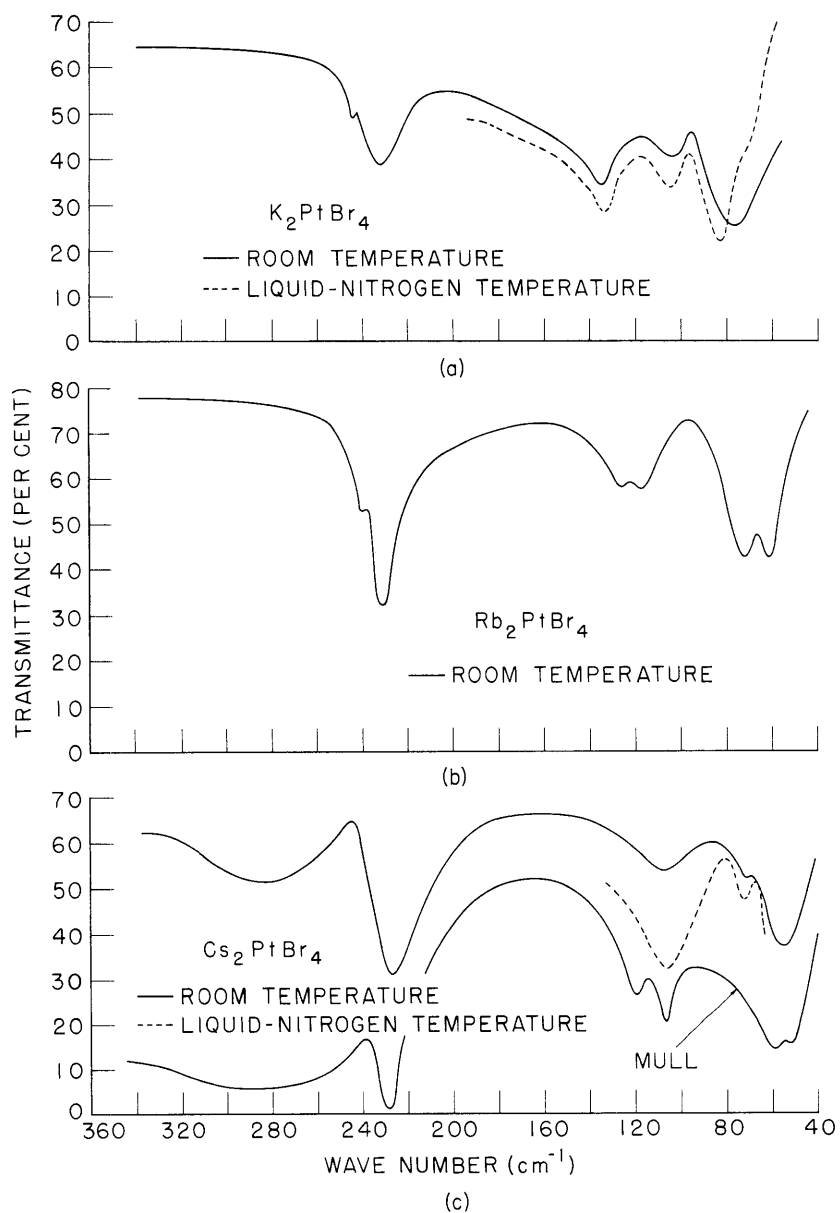 70
60
50
40
30
20
10
0
K₂PtBr₄
ROOM TEMPERATURE
LIQUID-NITROGEN TEMPERATURE
(a)
TRANSMITTANCE (PER CENT)
80
70
60
50
40
30
20
10
0
Rb₂PtBr₄
ROOM TEMPERATURE
(b)
70
60
50
40
30
20
10
0
Cs₂PtBr₄
ROOM TEMPERATURE
LIQUID-NITROGEN TEMPERATURE
MULL
360 320 280 240 200 160 120 80 40
WAVE NUMBER (cm⁻¹)
(c)